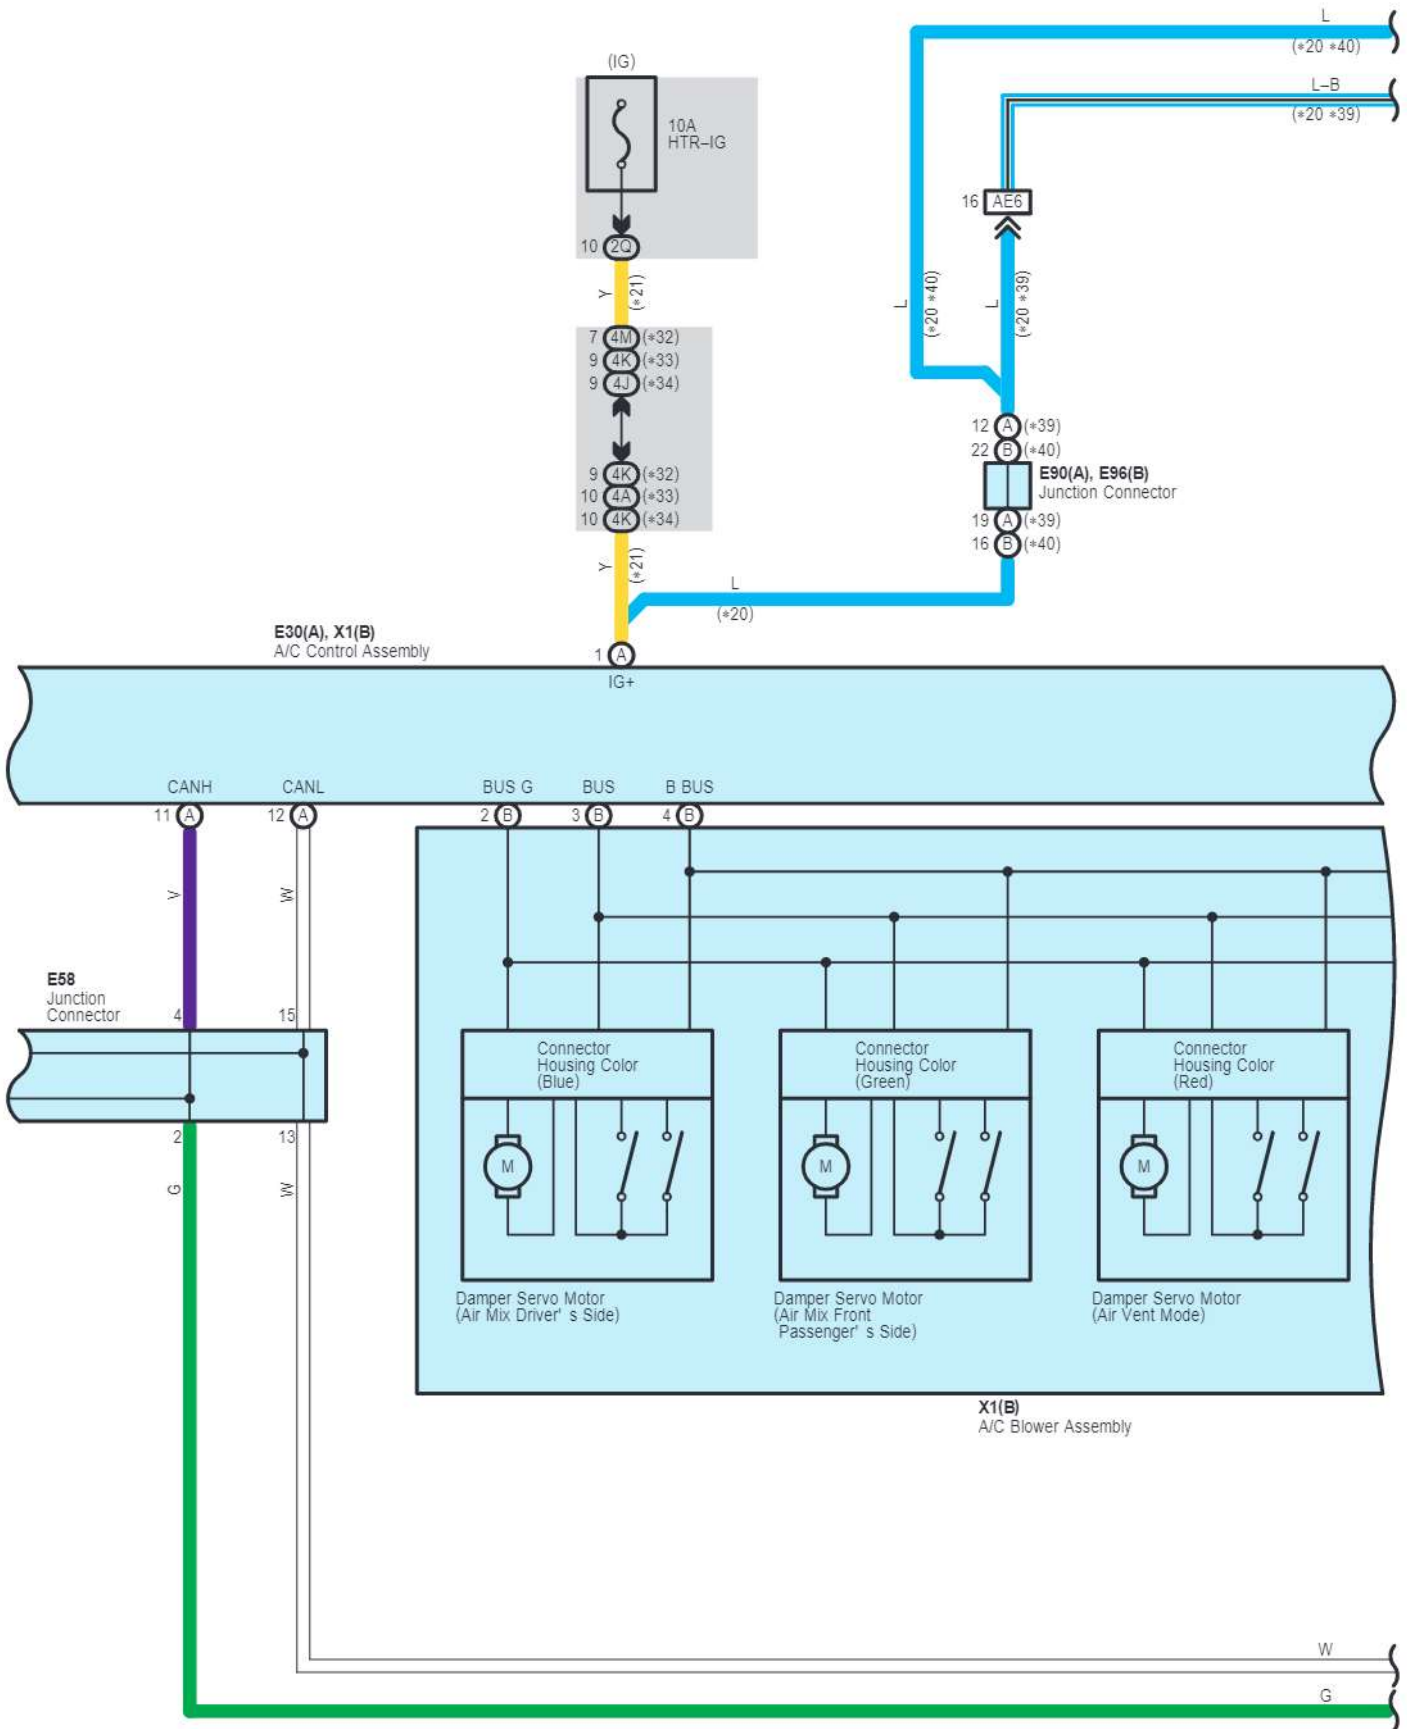 L
(*20 *40)
(IG)
L–B
(*20 *39)
10A
HTR–IG
16 AE6
10 2Q
Y
(*21)
L
(*20 *40)
L
(*20 *39)
7 4M (*32)
9 4K (*33)
9 4J (*34)
12 A (*39)
22 B (*40)
E90(A), E96(B)
Junction Connector
9 4K (*32)
10 4A (*33)
10 4K (*34)
19 A (*39)
16 B (*40)
Y
(*21)
L
(*20)
E30(A), X1(B)
A/C Control Assembly
1 A
IG+
CANH
CANL
BUS G
BUS
B BUS
11 A
12 A
2 B
3 B
4 B
V
W
E58
Junction
Connector
4
15
Connector
Housing Color
(Blue)
Connector
Housing Color
(Green)
Connector
Housing Color
(Red)
2
13
G
W
M
M
M
Damper Servo Motor
(Air Mix Driver' s Side)
Damper Servo Motor
(Air Mix Front
Passenger' s Side)
Damper Servo Motor
(Air Vent Mode)
X1(B)
A/C Blower Assembly
W
G